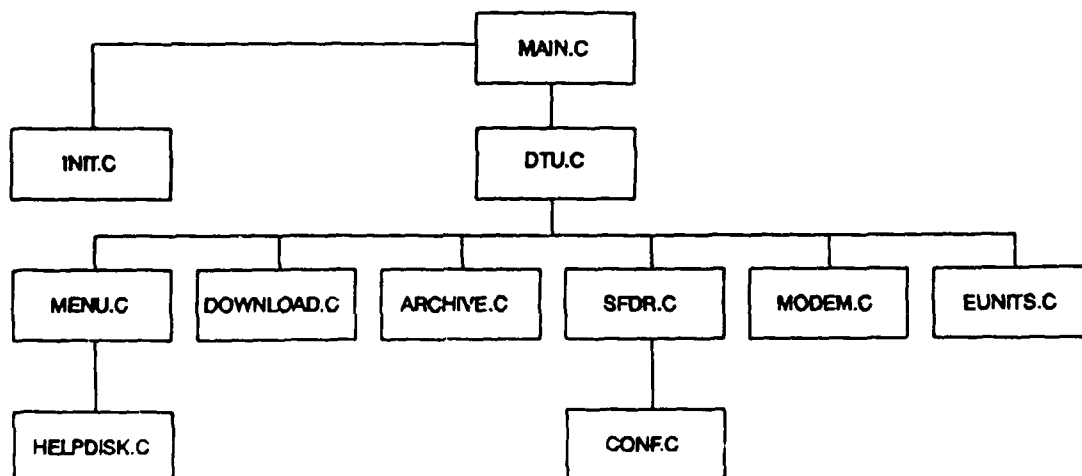 MAIN.C
INIT.C
DTU.C
MENU.C
DOWNLOAD.C
ARCHIVE.C
SFDR.C
MODEM.C
EUNITS.C
HELPDISK.C
CONF.C